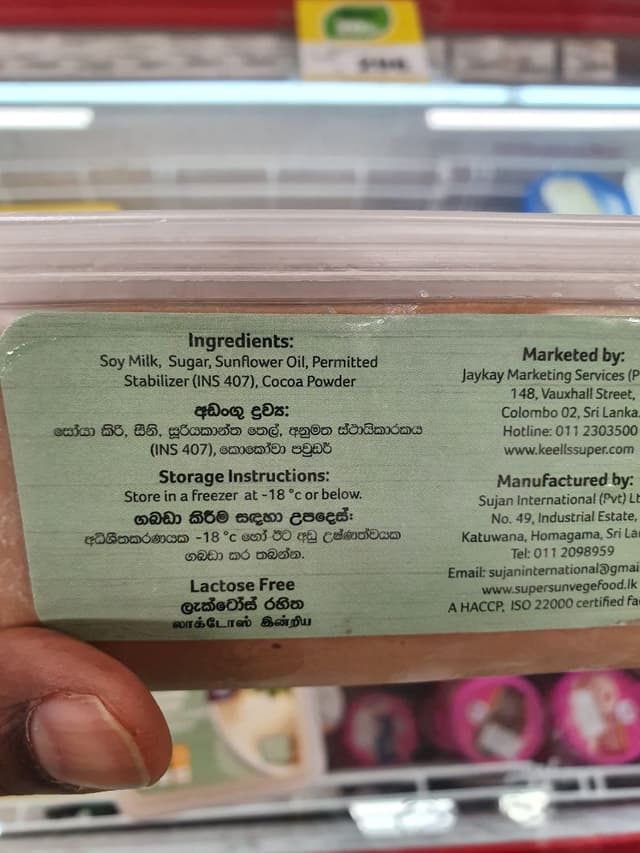 Ingredients:
Soy Milk, Sugar, Sunflower Oil, Permitted
Stabilizer (INS 407), Cocoa Powder
අඩංගු ද්‍රව්‍ය:
සෝයා කිරි, සීනි, සූරියකාන්ත තෙල්, අනුමත ස්ථායිකාරකය
(INS 407), කොකෝවා පවුඩර්
Storage Instructions:
Store in a freezer at -18 °c or below.
ගබඩා කිරීම සඳහා උපදෙස්:
අධිශීතකරණයක -18 °c හෝ ඊට අඩු උෂ්ණත්වයක
ගබඩා කර තබන්න.
Lactose Free
ලැක්ටෝස් රහිත
லாக்டோஸ் இன்றிய
Marketed by:
Jaykay Marketing Services (P
148, Vauxhall Street,
Colombo 02, Sri Lanka.
Hotline: 011 2303500
www.keellssuper.com
Manufactured by:
Sujan International (Pvt) Lt
No. 49, Industrial Estate,
Katuwana, Homagama, Sri La
Tel: 011 2098959
Email: sujaninternational@gmai
www.supersunvegefood.lk
A HACCP, ISO 22000 certified fa